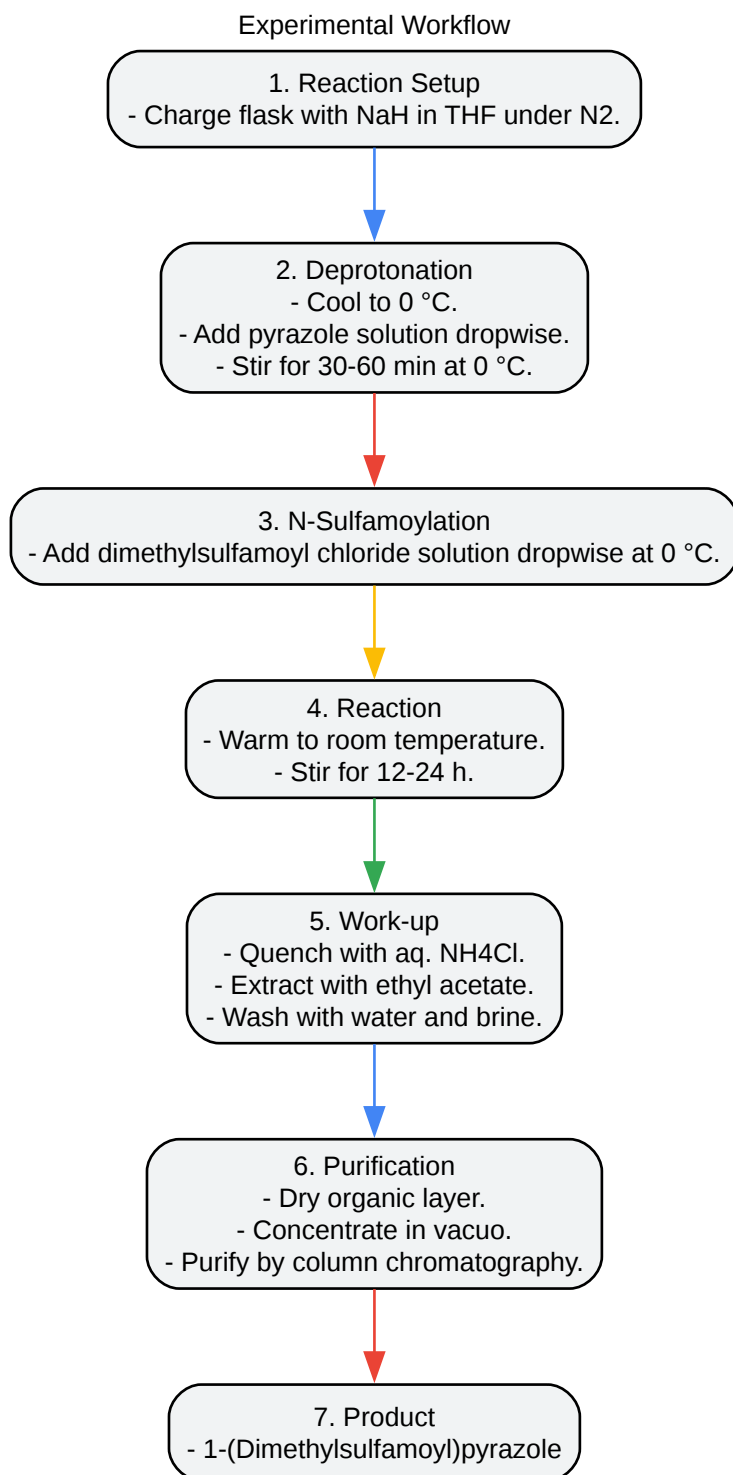 Experimental Workflow
1. Reaction Setup
- Charge flask with NaH in THF under N2.
2. Deprotonation
- Cool to 0 °C.
- Add pyrazole solution dropwise.
- Stir for 30-60 min at 0 °C.
3. N-Sulfamoylation
- Add dimethylsulfamoyl chloride solution dropwise at 0 °C.
4. Reaction
- Warm to room temperature.
- Stir for 12-24 h.
5. Work-up
- Quench with aq. NH4Cl.
- Extract with ethyl acetate.
- Wash with water and brine.
6. Purification
- Dry organic layer.
- Concentrate in vacuo.
- Purify by column chromatography.
7. Product
- 1-(Dimethylsulfamoyl)pyrazole